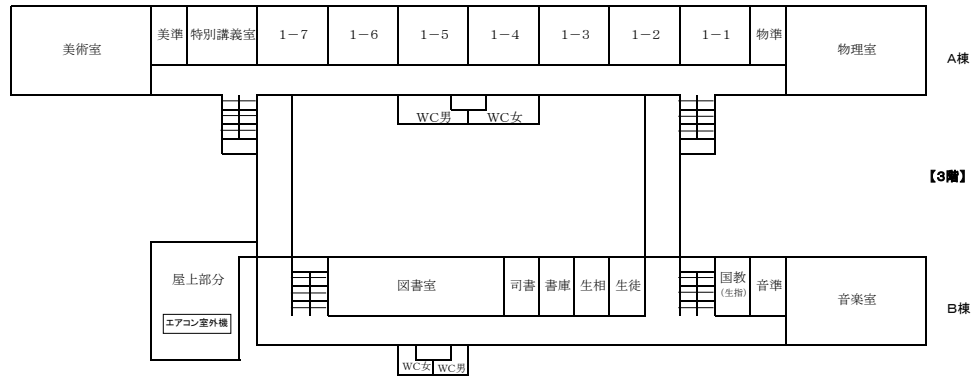 美術室
美準
特別講義室
1－7
1－6
1－5
1－4
1－3
1－2
1－1
物準
物理室
A棟
WC男
WC女
【3階】
屋上部分
エアコン室外機
図書室
司書
書庫
生相
生徒
国教
(生指)
音準
音楽室
B棟
WC女
WC男